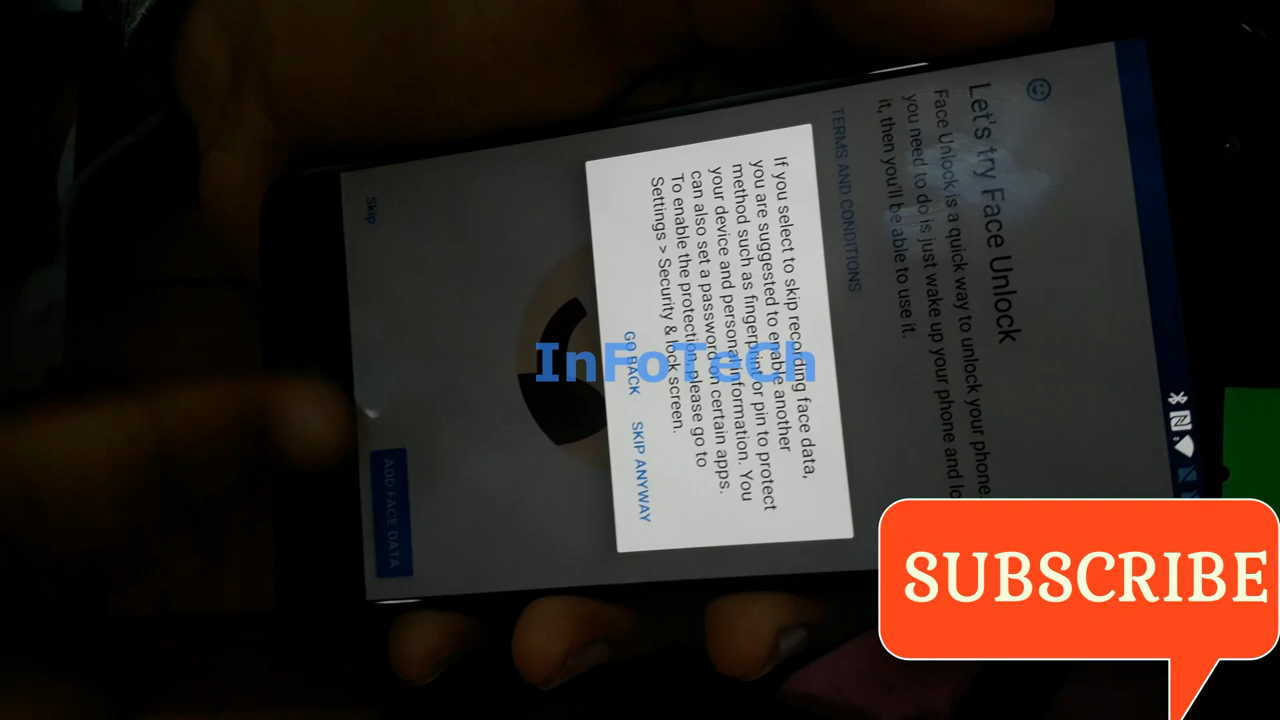 Let's try Face Unlock
Face Unlock is a quick way to unlock your phone.
you need to do is just wake up your phone and
it, then you'll be able to use it.
TERMS AND CONDITIONS
If you select to skip recording face data,
you are suggested to enable another
method such as fingerprint or pin to protect
your device and personal information. You
can also set a password on certain apps.
To enable the protection, please go to
Settings > Security & lock screen.
GO BACK SKIP ANYWAY
Skip
ADD FACE DATA
InFoTeCh
SUBSCRIBE